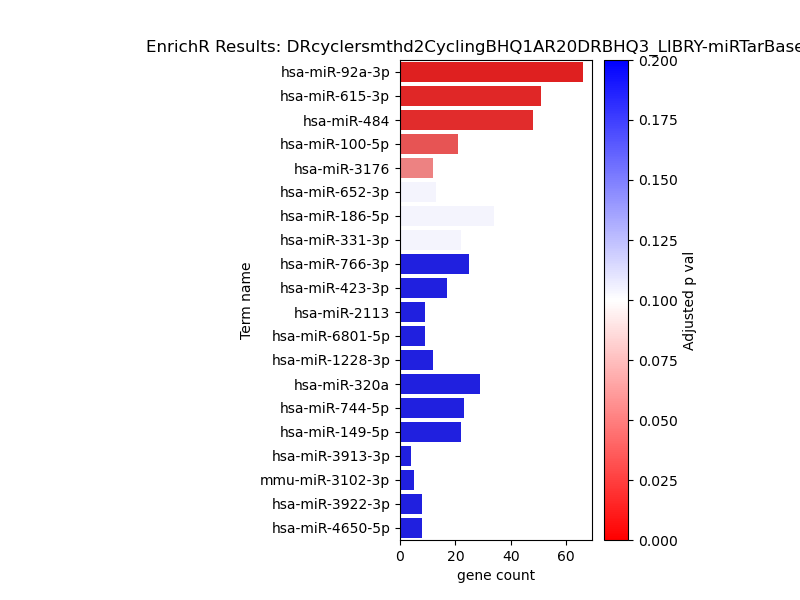 EnrichR Results: DRcyclersmthd2CyclingBHQ1AR20DRBHQ3_LIBRY-miRTarBase
hsa-miR-92a-3p
hsa-miR-615-3p
hsa-miR-484
hsa-miR-100-5p
hsa-miR-3176
hsa-miR-652-3p
hsa-miR-186-5p
hsa-miR-331-3p
hsa-miR-766-3p
hsa-miR-423-3p
hsa-miR-2113
hsa-miR-6801-5p
hsa-miR-1228-3p
hsa-miR-320a
hsa-miR-744-5p
hsa-miR-149-5p
hsa-miR-3913-3p
mmu-miR-3102-3p
hsa-miR-3922-3p
hsa-miR-4650-5p
Term name
0 20 40 60
gene count
0.200
0.175
0.150
0.125
0.100
0.075
0.050
0.025
0.000
Adjusted p val